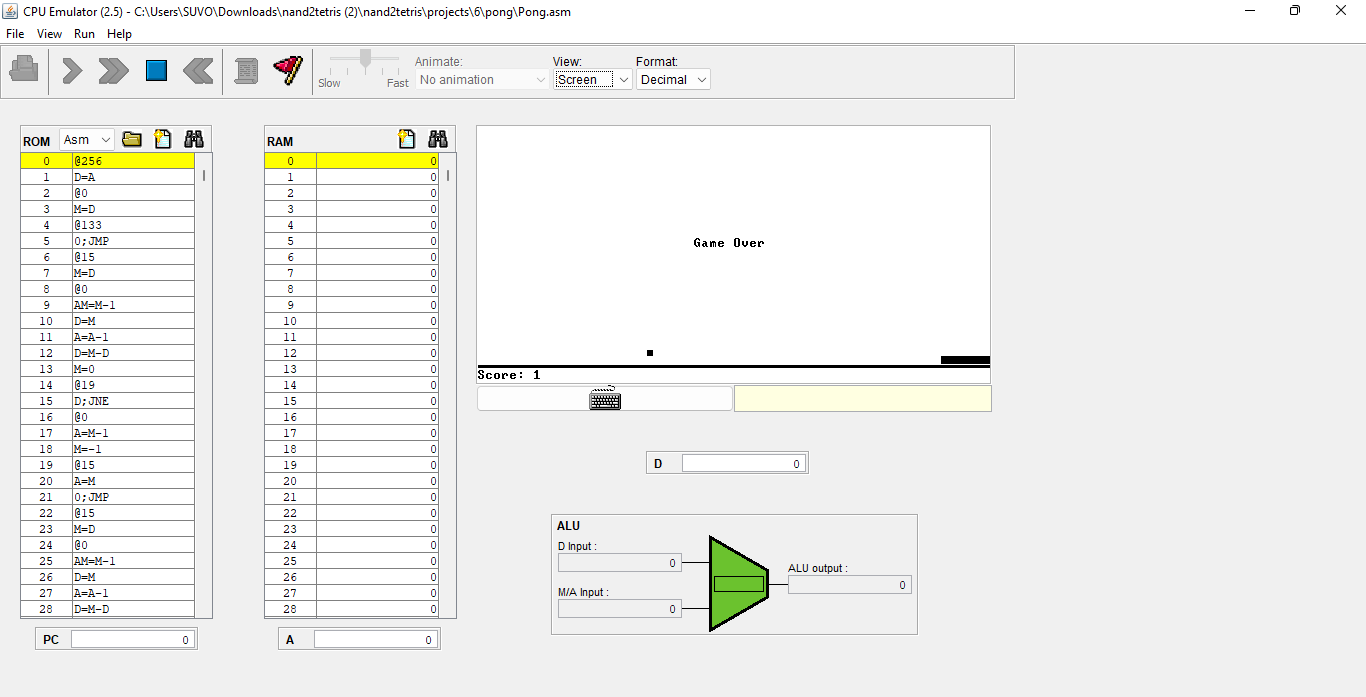 CPU Emulator (2.5) - C:\Users\SUVO\Downloads\nand2tetris (2)\nand2tetris\projects\6\pong\Pong.asm
File View Run Help
Slow Fast
Animate:
No animation
View:
Screen
Format:
Decimal
ROM Asm
0 @256
1 D=A
2 @0
3 M=D
4 @133
5 0;JMP
6 @15
7 M=D
8 @0
9 AM=M-1
10 D=M
11 A=A-1
12 D=M-D
13 M=0
14 @19
15 D;JNE
16 @0
17 A=M-1
18 M=-1
19 @15
20 A=M
21 0;JMP
22 @15
23 M=D
24 @0
25 AM=M-1
26 D=M
27 A=A-1
28 D=M-D
PC 0
RAM
0 0
1 0
2 0
3 0
4 0
5 0
6 0
7 0
8 0
9 0
10 0
11 0
12 0
13 0
14 0
15 0
16 0
17 0
18 0
19 0
20 0
21 0
22 0
23 0
24 0
25 0
26 0
27 0
28 0
A 0
Game Over
Score: 1
D 0
ALU
D Input :
0
M/A Input :
0
ALU output :
0